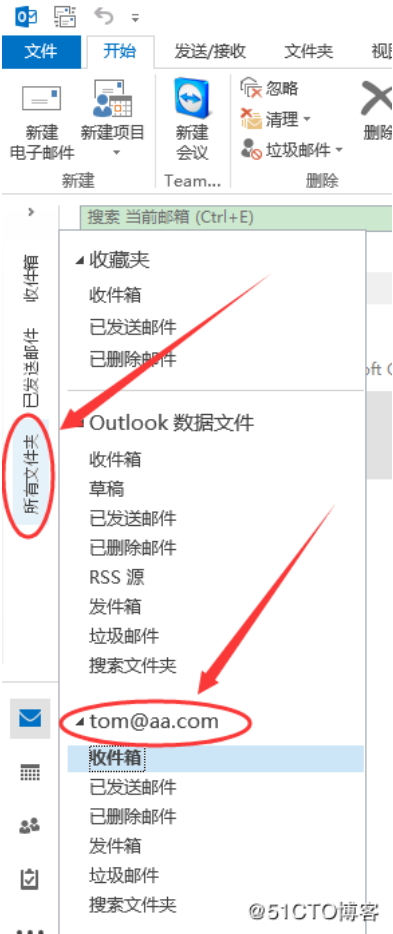 文件 开始 发送/接收 文件夹 视
新建 电子邮件
新建项目
新建 会议
忽略
清理
垃圾邮件
删除
新建 Team... 删除
搜索 当前邮箱 (Ctrl+E)
收件箱
已发送邮件
所有文件夹
收藏夹
收件箱
已发送邮件
已删除邮件
oft
Outlook 数据文件
收件箱
草稿
已发送邮件
已删除邮件
RSS 源
发件箱
垃圾邮件
搜索文件夹
tom@aa.com
收件箱
已发送邮件
已删除邮件
发件箱
垃圾邮件
搜索文件夹
@51CTO博客